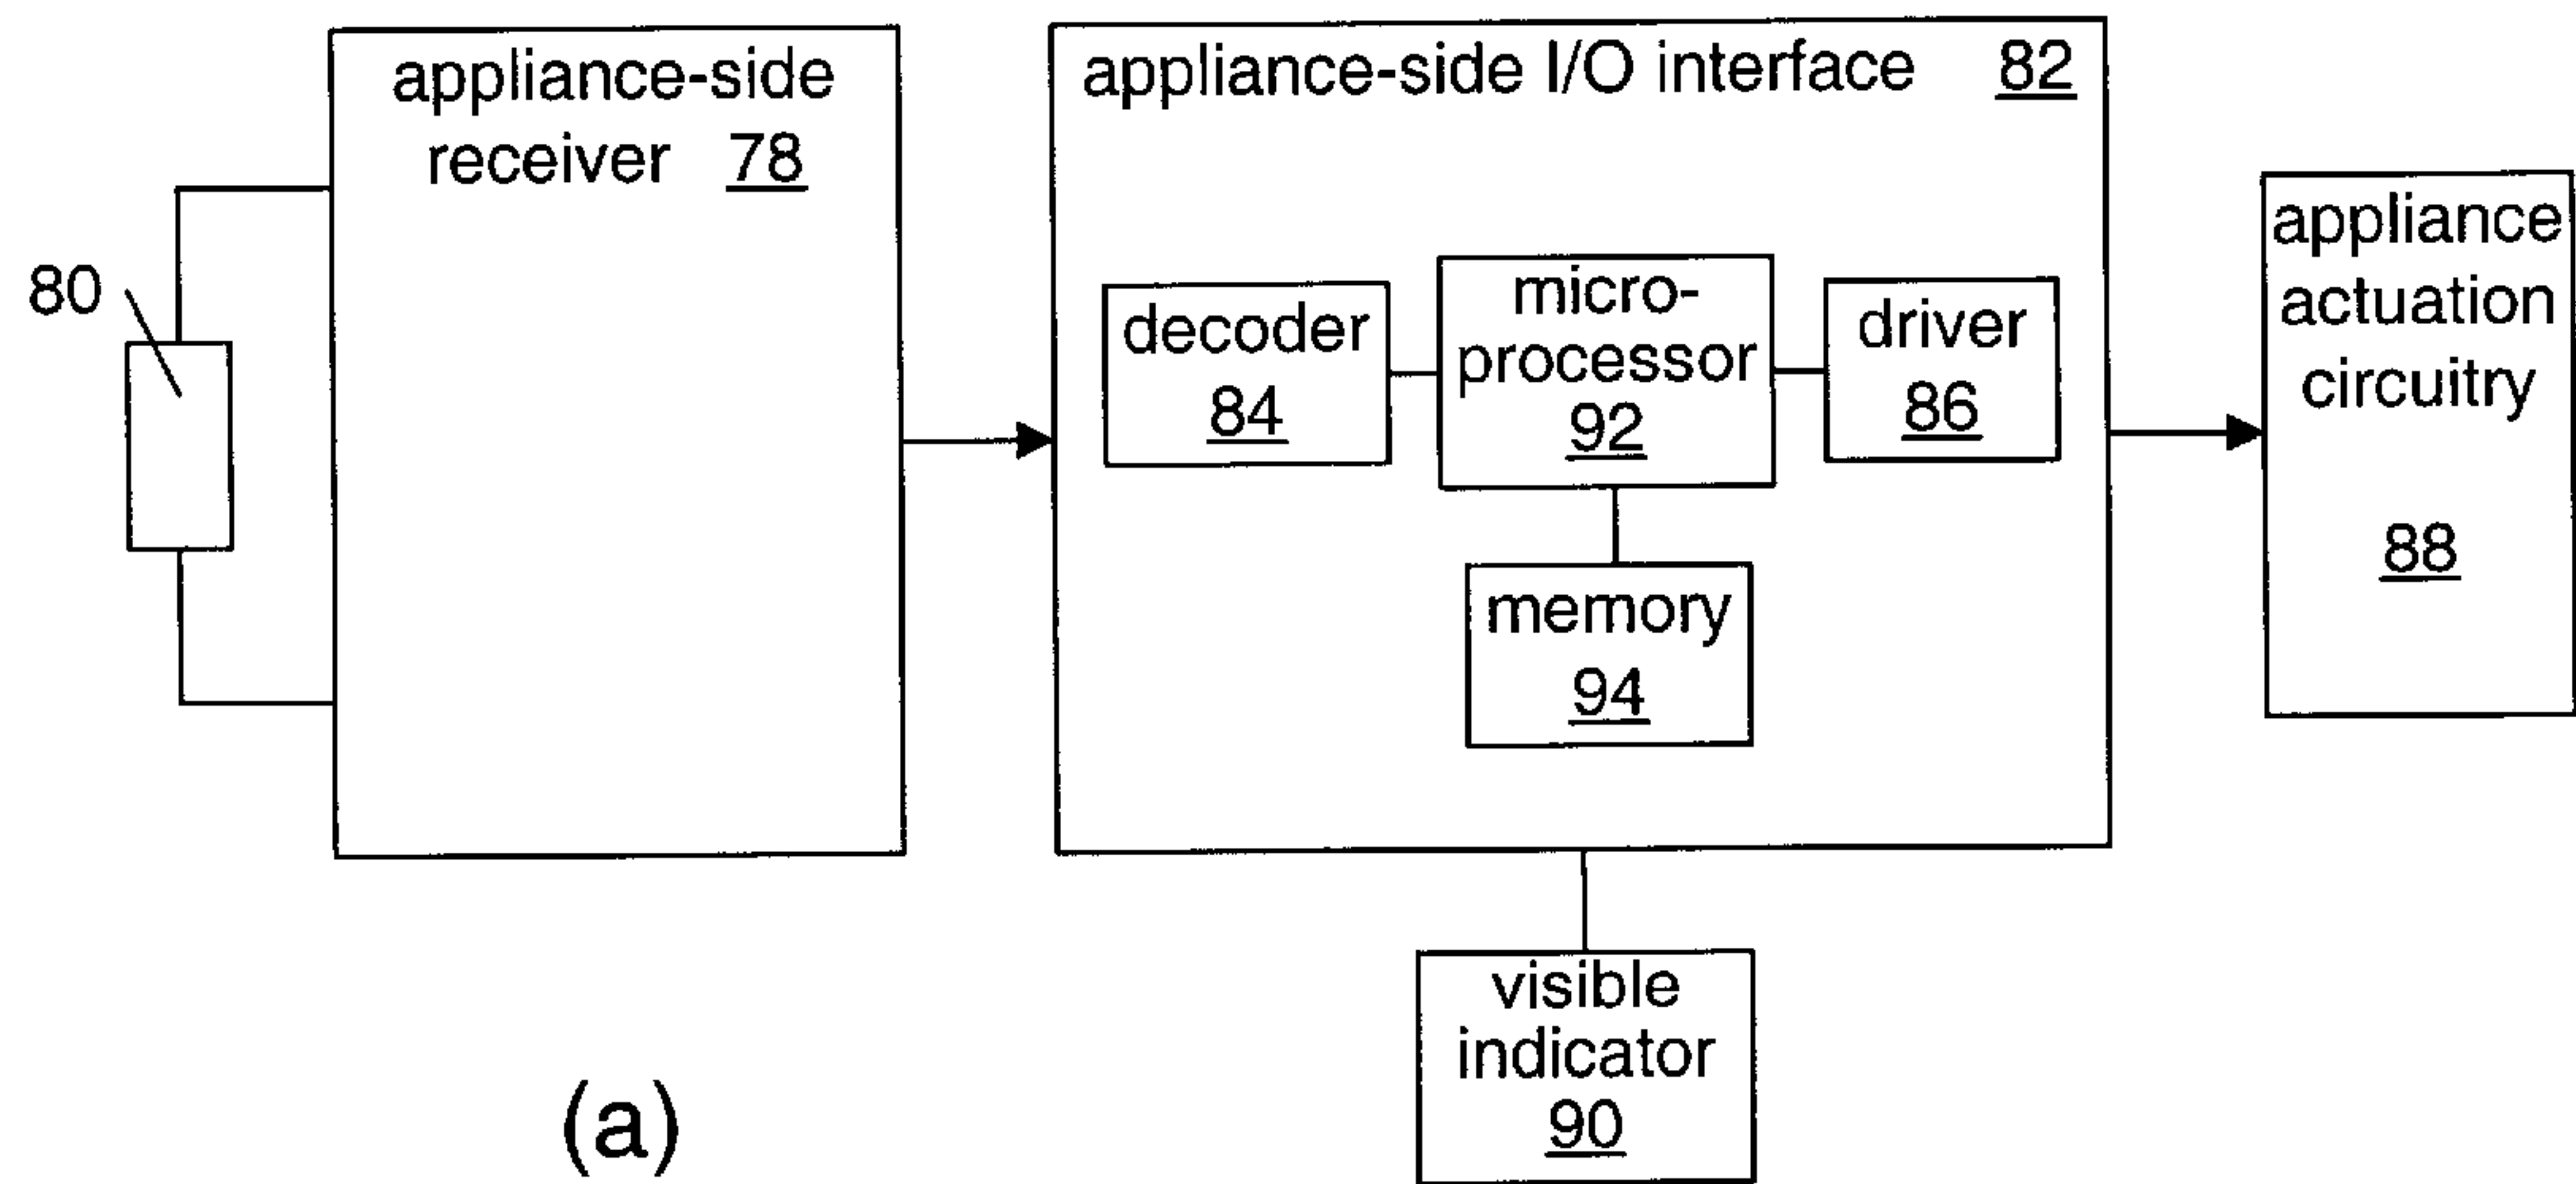 appliance-side
receiver 78
80
appliance-side I/O interface 82
decoder
84
micro-
processor
92
driver
86
memory
94
appliance
actuation
circuitry
88
visible
indicator
90
(a)